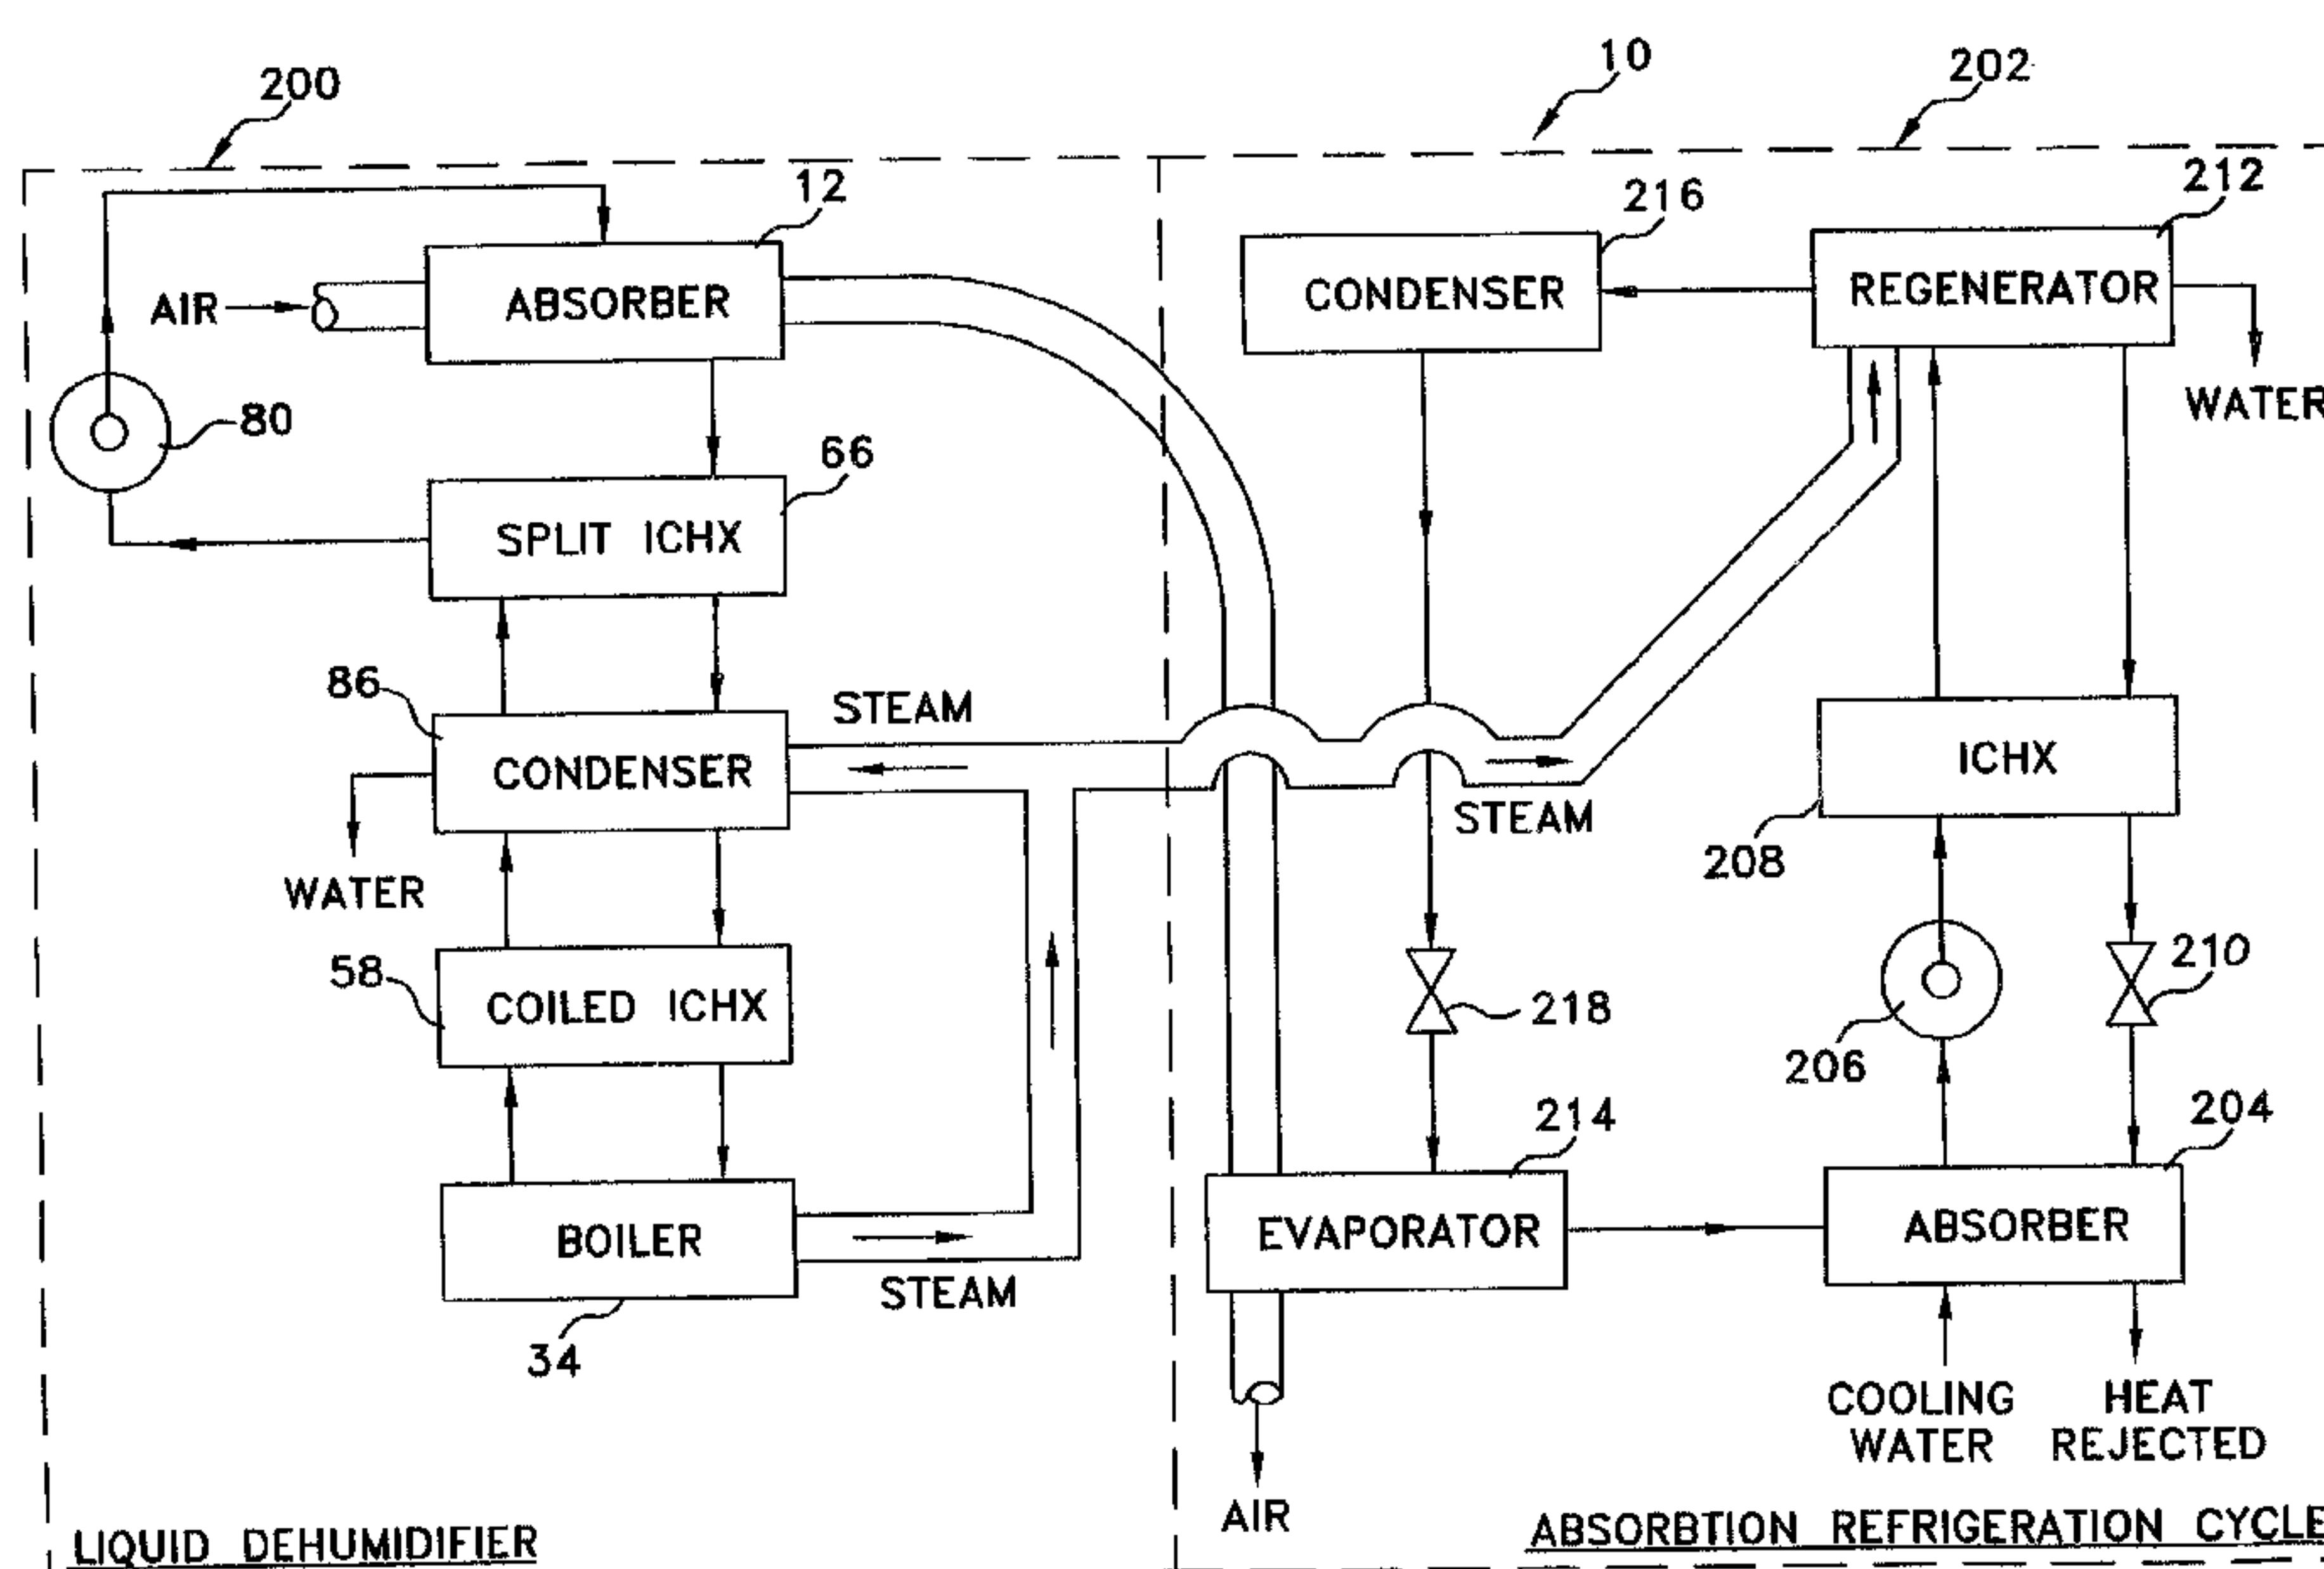 200
10
202
12
216
212
AIR
ABSORBER
CONDENSER
REGENERATOR
80
WATER
66
SPLIT ICHX
86
STEAM
CONDENSER
ICHX
STEAM
208
WATER
58
COILED ICHX
218
210
206
214
204
BOILER
EVAPORATOR
ABSORBER
STEAM
34
COOLING
WATER
HEAT
REJECTED
AIR
LIQUID DEHUMIDIFIER
ABSORBTION REFRIGERATION CYCLE